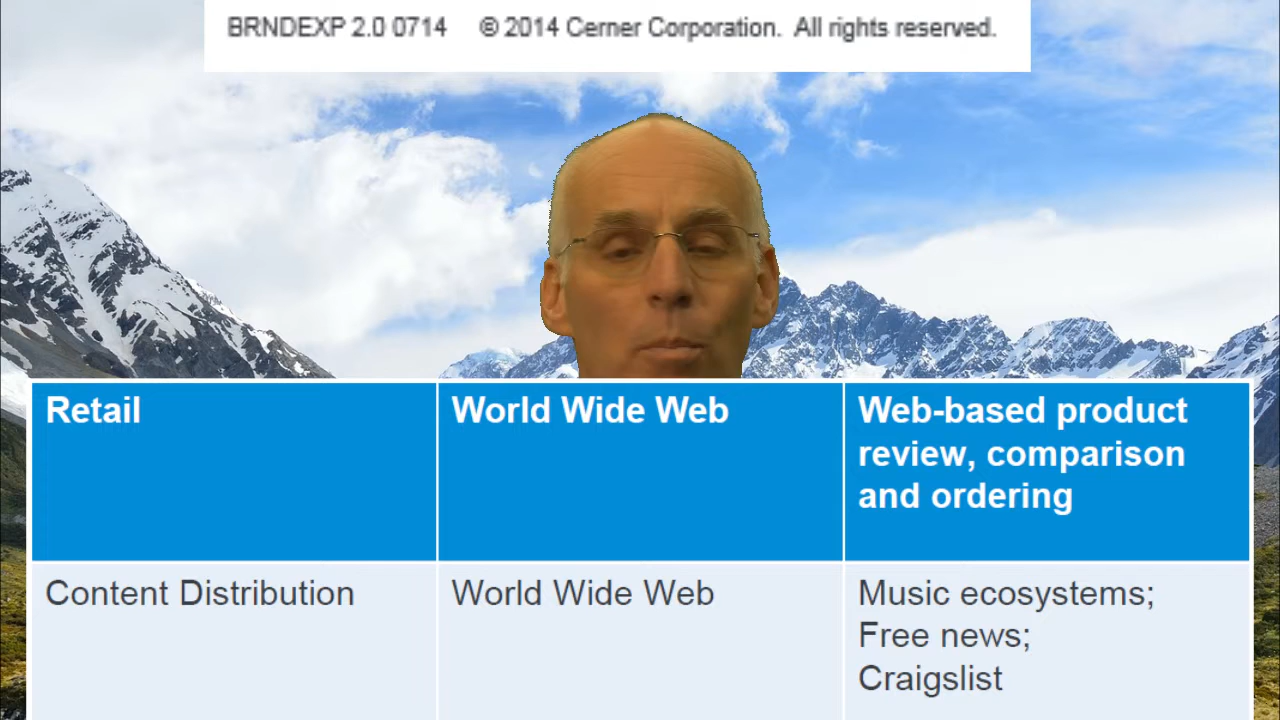 BRNDEXP 2.0 0714 © 2014 Cerner Corporation. All rights reserved.
Retail
World Wide Web
Web-based product
review, comparison
and ordering
Content Distribution
World Wide Web
Music ecosystems;
Free news;
Craigslist